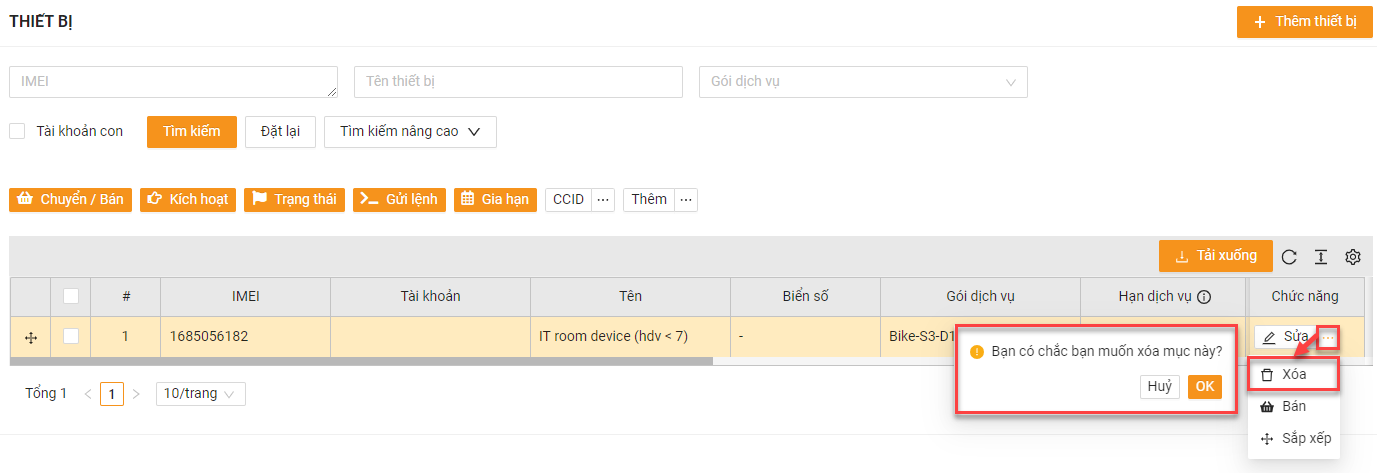 THIẾT BỊ
+ Thêm thiết bị
IMEI
Tên thiết bị
Gói dịch vụ
Tài khoản con
Tìm kiếm
Đặt lại
Tìm kiếm nâng cao
Chuyển / Bán
Kích hoạt
Trạng thái
Gửi lệnh
Gia hạn
CCID ···
Thêm ···
Tải xuống
# IMEI Tài khoản Tên Biển số Gói dịch vụ Hạn dịch vụ Chức năng
1 1685056182 IT room device (hdv < 7) - Bike-S3-D1 Sửa ···
Bạn có chắc bạn muốn xóa mục này?
Huỷ OK
Xóa
Bán
Sắp xếp
Tổng 1 < 1 > 10/trang